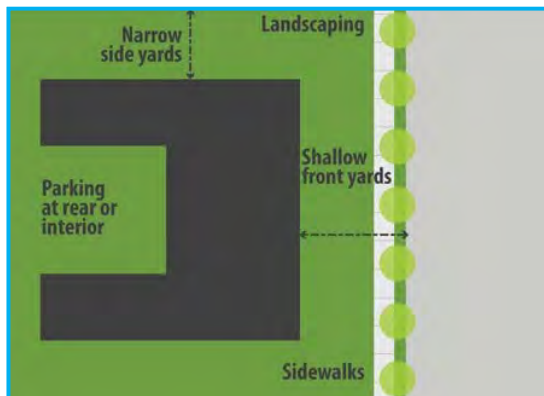 Narrow
side yards
Landscaping
Shallow
front yards
Parking
at rear or
interior
Sidewalks